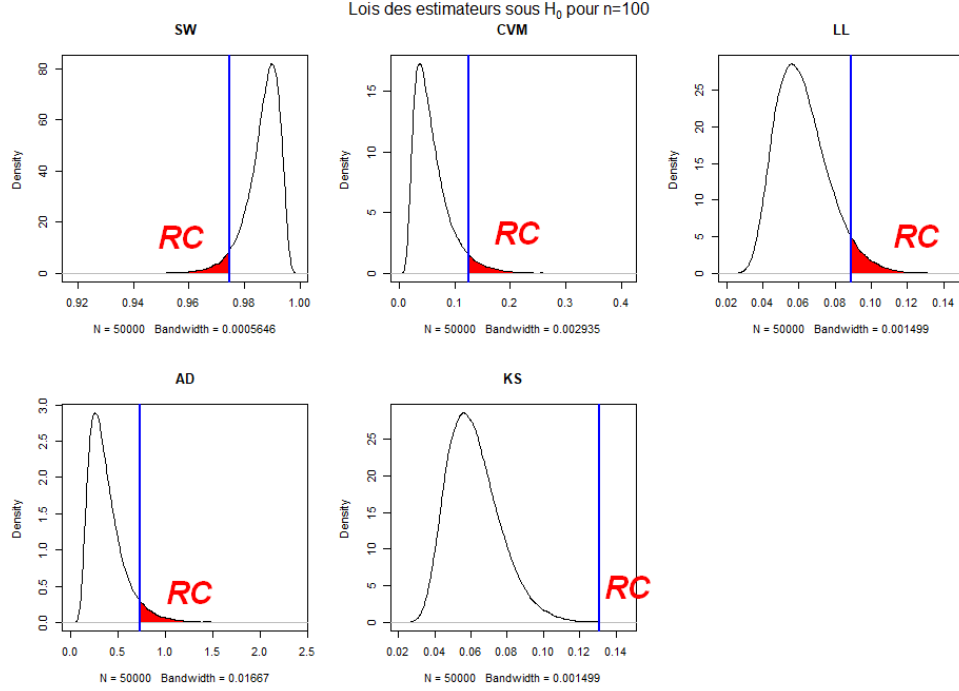 Lois des estimateurs sous H₀ pour n=100
SW
Density
0 20 40 60 80
RC
0.92 0.94 0.96 0.98 1.00
N = 50000 Bandwidth = 0.0005646
CVM
Density
0 5 10 15
RC
0.0 0.1 0.2 0.3 0.4
N = 50000 Bandwidth = 0.002935
LL
Density
0 5 10 15 20 25
RC
0.02 0.04 0.06 0.08 0.10 0.12 0.14
N = 50000 Bandwidth = 0.001499
AD
Density
0.0 0.5 1.0 1.5 2.0 2.5 3.0
RC
0.0 0.5 1.0 1.5 2.0 2.5
N = 50000 Bandwidth = 0.01667
KS
Density
0 5 10 15 20 25
RC
0.02 0.04 0.06 0.08 0.10 0.12 0.14
N = 50000 Bandwidth = 0.001499